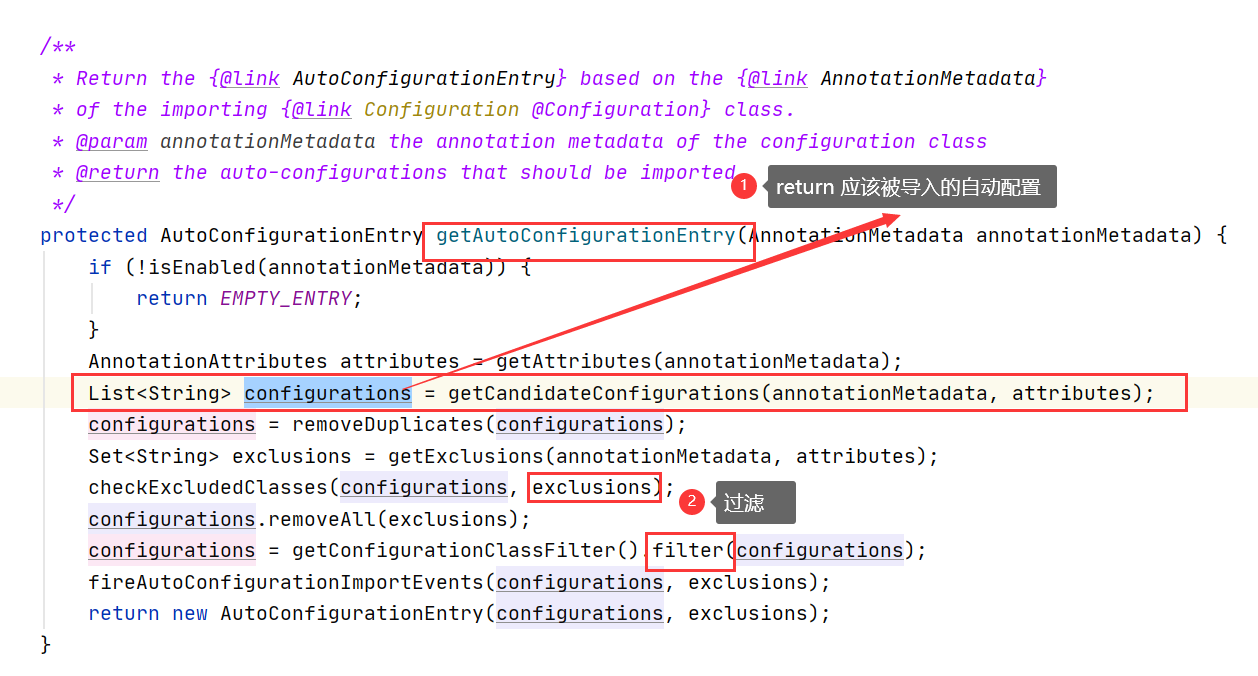 /**
* Return the {@link AutoConfigurationEntry} based on the {@link AnnotationMetadata}
* of the importing {@link Configuration @Configuration} class.
* @param annotationMetadata the annotation metadata of the configuration class
* @return the auto-configurations that should be imported
1 return 应该被导入的自动配置
*/
protected AutoConfigurationEntry getAutoConfigurationEntry(AnnotationMetadata annotationMetadata) {
if (!isEnabled(annotationMetadata)) {
return EMPTY_ENTRY;
}
AnnotationAttributes attributes = getAttributes(annotationMetadata);
List<String> configurations = getCandidateConfigurations(annotationMetadata, attributes);
configurations = removeDuplicates(configurations);
Set<String> exclusions = getExclusions(annotationMetadata, attributes);
checkExcludedClasses(configurations, exclusions);
2 过滤
configurations.removeAll(exclusions);
configurations = getConfigurationClassFilter().filter(configurations);
fireAutoConfigurationImportEvents(configurations, exclusions);
return new AutoConfigurationEntry(configurations, exclusions);
}